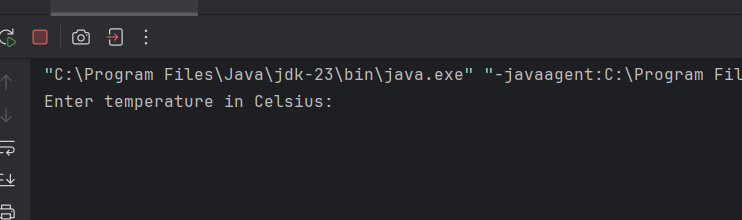 "C:\Program Files\Java\jdk-23\bin\java.exe" "-javaagent:C:\Program Fil
Enter temperature in Celsius: